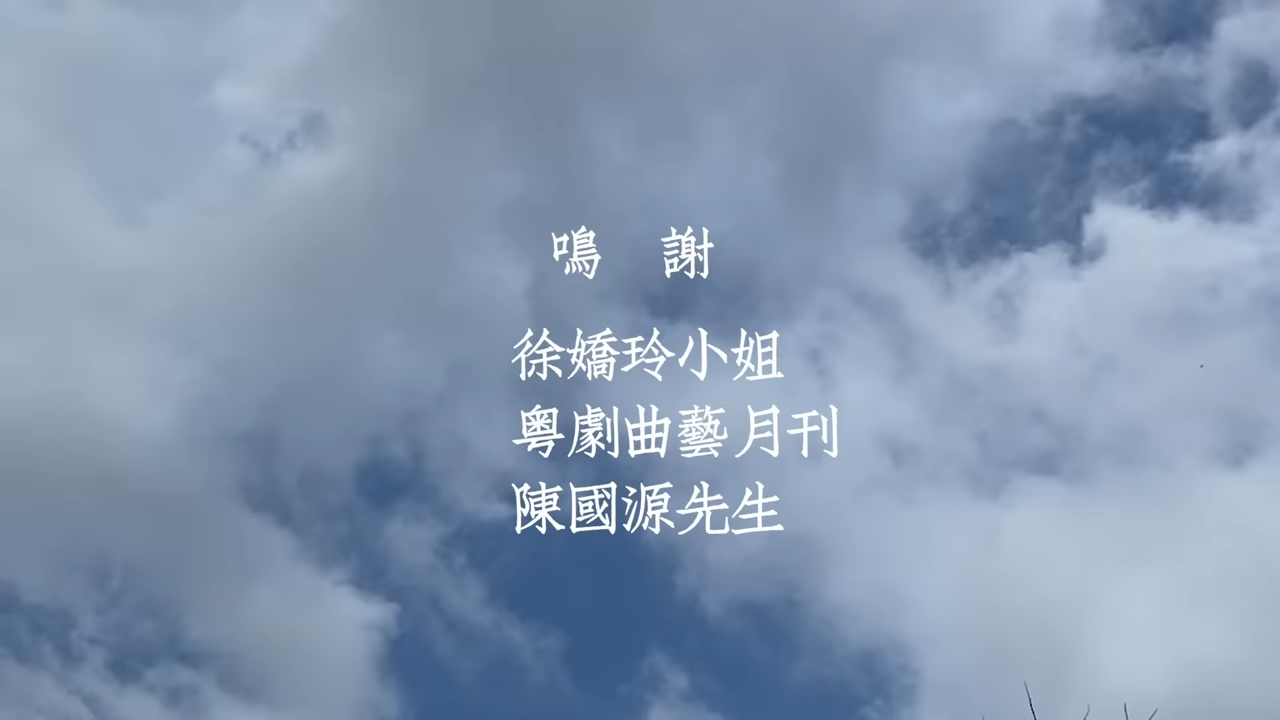 鳴　謝
徐嬌玲小姐
粵劇曲藝月刊
陳國源先生